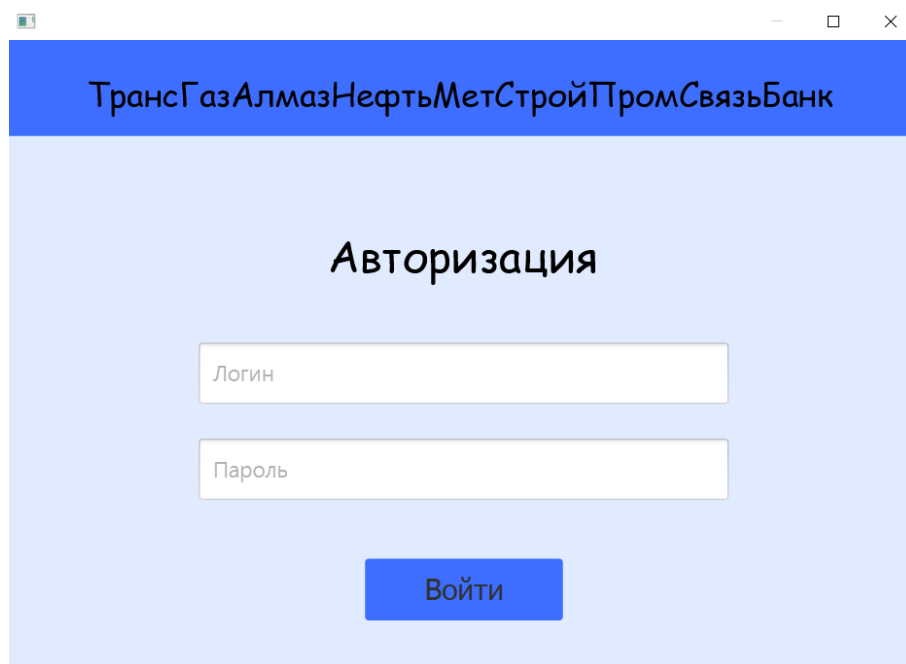 ТрансГазАлмазНефтьМетСтройПромСвязьБанк
Авторизация
Логин
Пароль
Войти